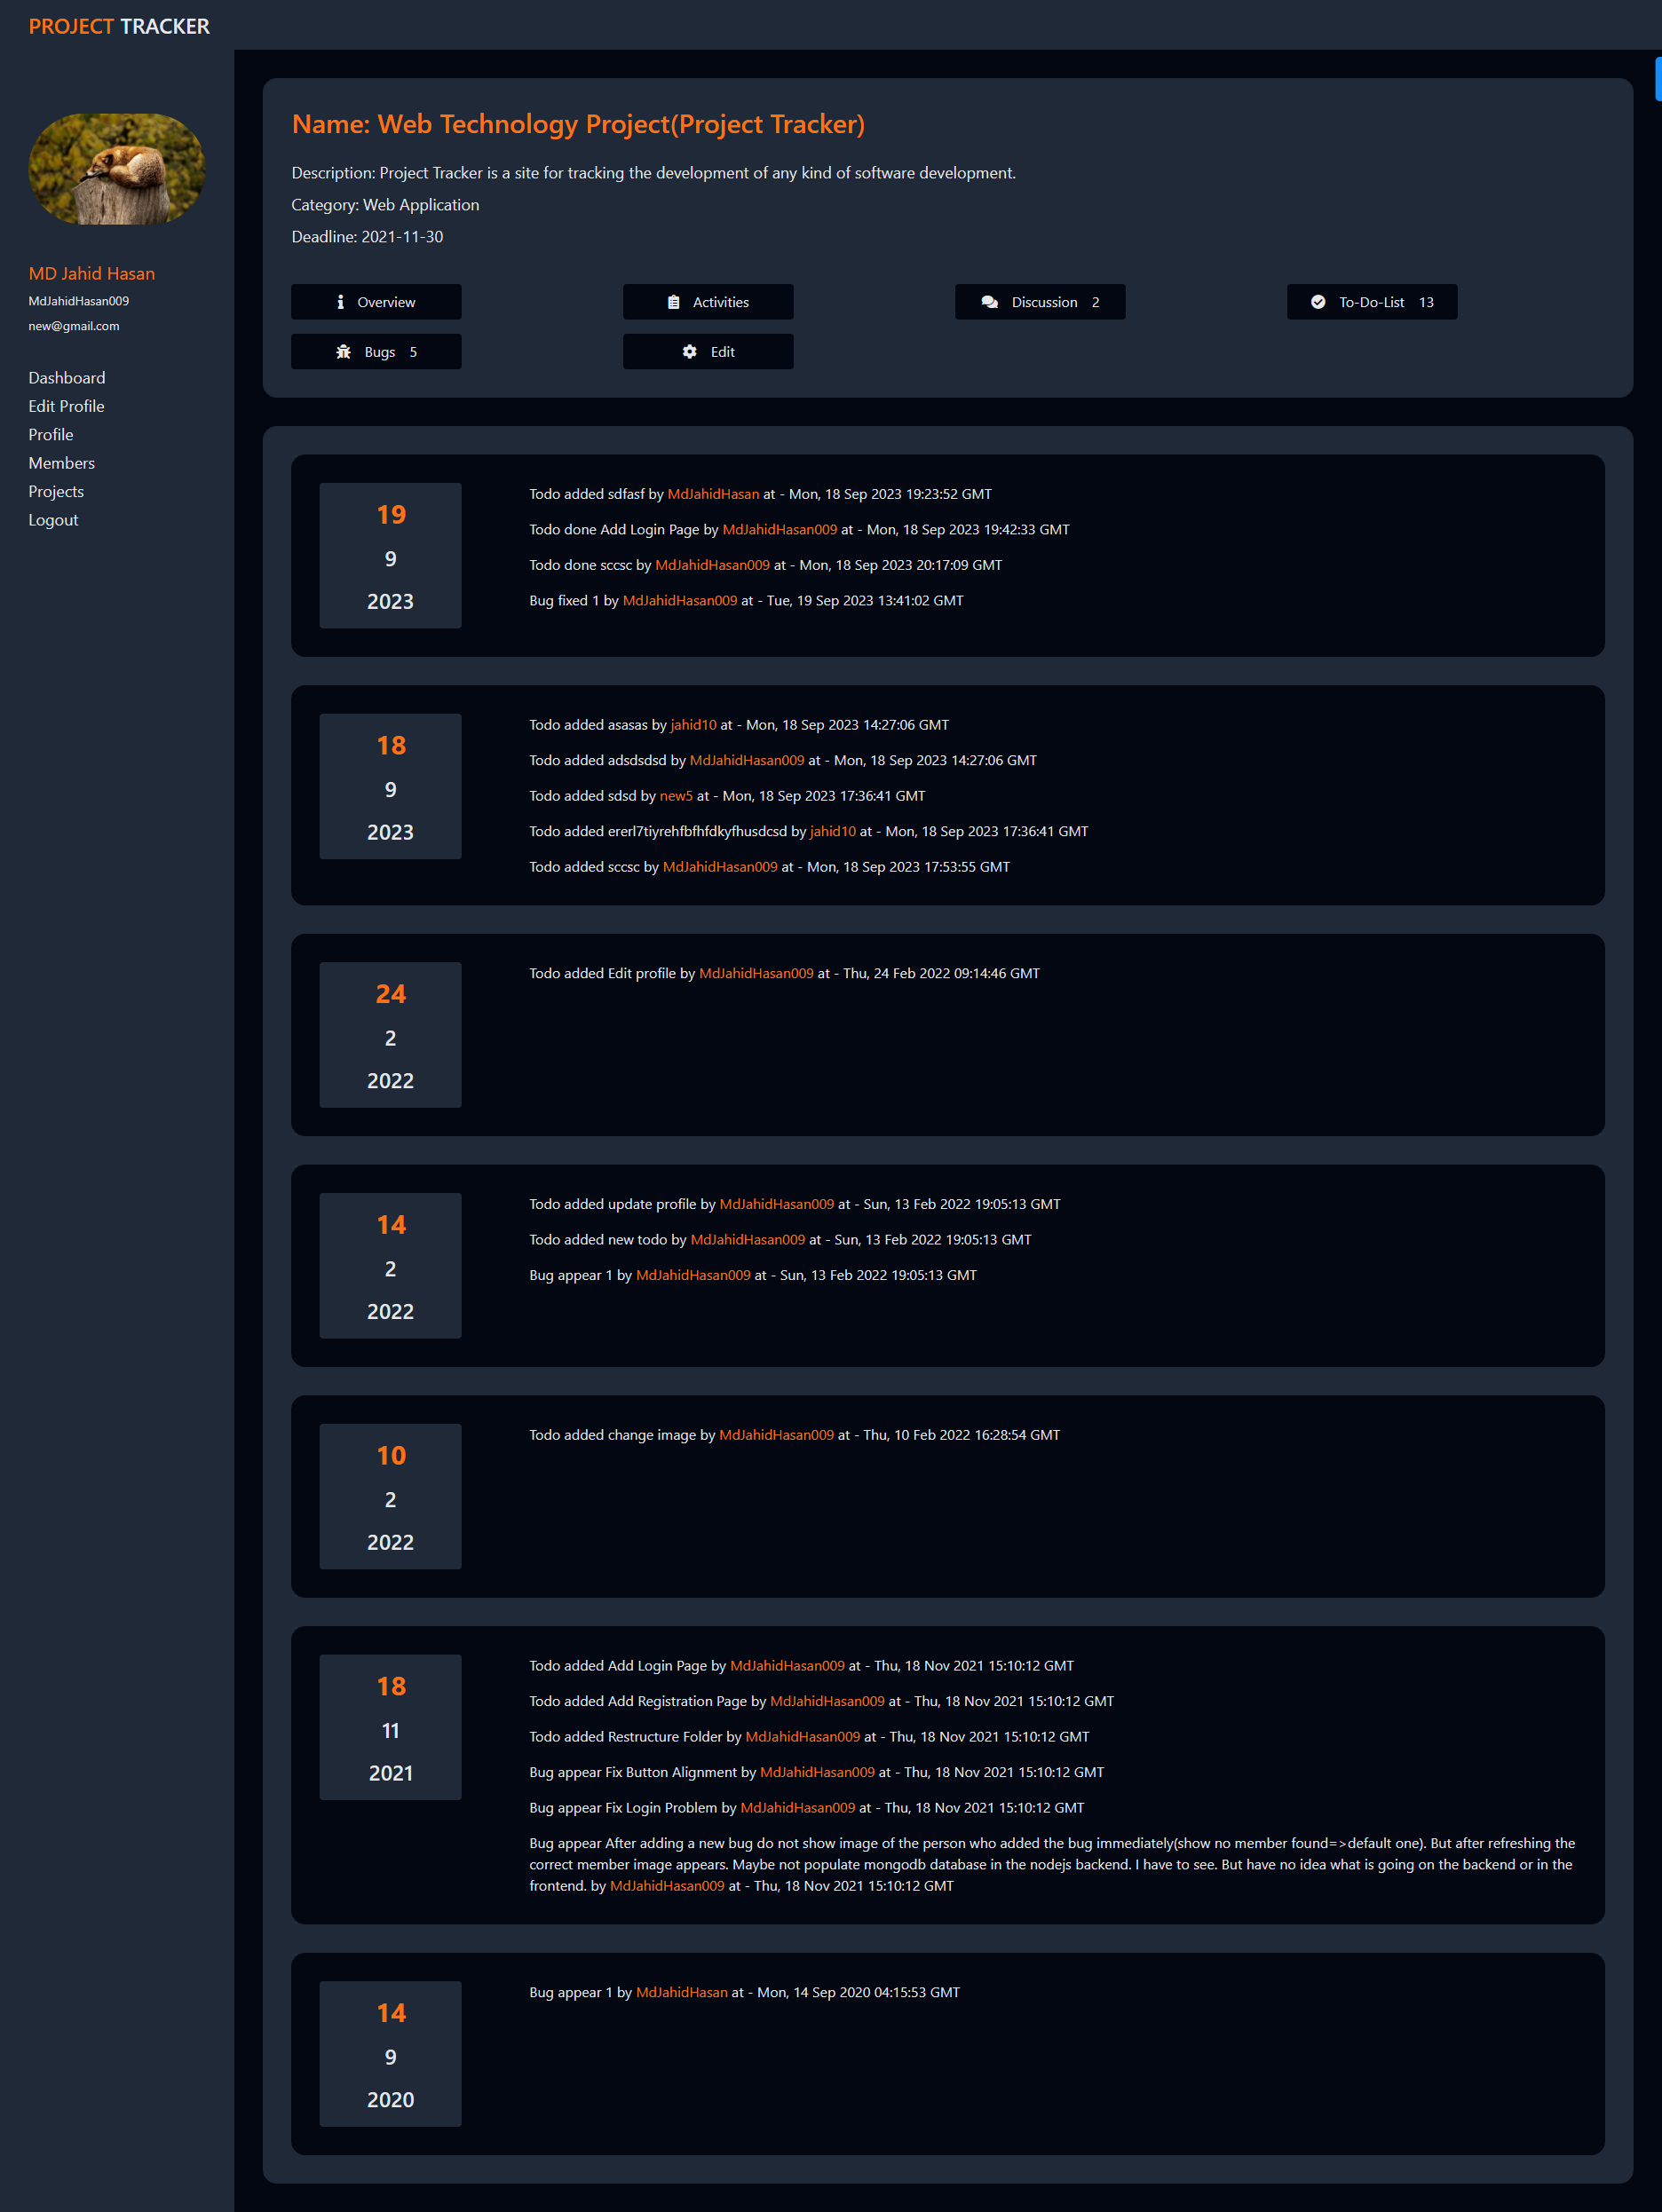 PROJECT TRACKER
MD Jahid Hasan
MdJahidHasan009
new@gmail.com
Dashboard
Edit Profile
Profile
Members
Projects
Logout
Name: Web Technology Project(Project Tracker)
Description: Project Tracker is a site for tracking the development of any kind of software development.
Category: Web Application
Deadline: 2021-11-30
Overview
Activities
Discussion 2
To-Do-List 13
Bugs 5
Edit
19
9
2023
Todo added sdfasf by MdJahidHasan at - Mon, 18 Sep 2023 19:23:52 GMT
Todo done Add Login Page by MdJahidHasan009 at - Mon, 18 Sep 2023 19:42:33 GMT
Todo done sccsc by MdJahidHasan009 at - Mon, 18 Sep 2023 20:17:09 GMT
Bug fixed 1 by MdJahidHasan009 at - Tue, 19 Sep 2023 13:41:02 GMT
18
9
2023
Todo added asasas by jahid10 at - Mon, 18 Sep 2023 14:27:06 GMT
Todo added adsdsdsd by MdJahidHasan009 at - Mon, 18 Sep 2023 14:27:06 GMT
Todo added sdsd by new5 at - Mon, 18 Sep 2023 17:36:41 GMT
Todo added ererl7tiyrehfbfhfdkyfhusdcsd by jahid10 at - Mon, 18 Sep 2023 17:36:41 GMT
Todo added sccsc by MdJahidHasan009 at - Mon, 18 Sep 2023 17:53:55 GMT
24
2
2022
Todo added Edit profile by MdJahidHasan009 at - Thu, 24 Feb 2022 09:14:46 GMT
14
2
2022
Todo added update profile by MdJahidHasan009 at - Sun, 13 Feb 2022 19:05:13 GMT
Todo added new todo by MdJahidHasan009 at - Sun, 13 Feb 2022 19:05:13 GMT
Bug appear 1 by MdJahidHasan009 at - Sun, 13 Feb 2022 19:05:13 GMT
10
2
2022
Todo added change image by MdJahidHasan009 at - Thu, 10 Feb 2022 16:28:54 GMT
18
11
2021
Todo added Add Login Page by MdJahidHasan009 at - Thu, 18 Nov 2021 15:10:12 GMT
Todo added Add Registration Page by MdJahidHasan009 at - Thu, 18 Nov 2021 15:10:12 GMT
Todo added Restructure Folder by MdJahidHasan009 at - Thu, 18 Nov 2021 15:10:12 GMT
Bug appear Fix Button Alignment by MdJahidHasan009 at - Thu, 18 Nov 2021 15:10:12 GMT
Bug appear Fix Login Problem by MdJahidHasan009 at - Thu, 18 Nov 2021 15:10:12 GMT
Bug appear After adding a new bug do not show image of the person who added the bug immediately(show no member found=>default one). But after refreshing the
correct member image appears. Maybe not populate mongodb database in the nodejs backend. I have to see. But have no idea what is going on the backend or in the
frontend. by MdJahidHasan009 at - Thu, 18 Nov 2021 15:10:12 GMT
14
9
2020
Bug appear 1 by MdJahidHasan at - Mon, 14 Sep 2020 04:15:53 GMT